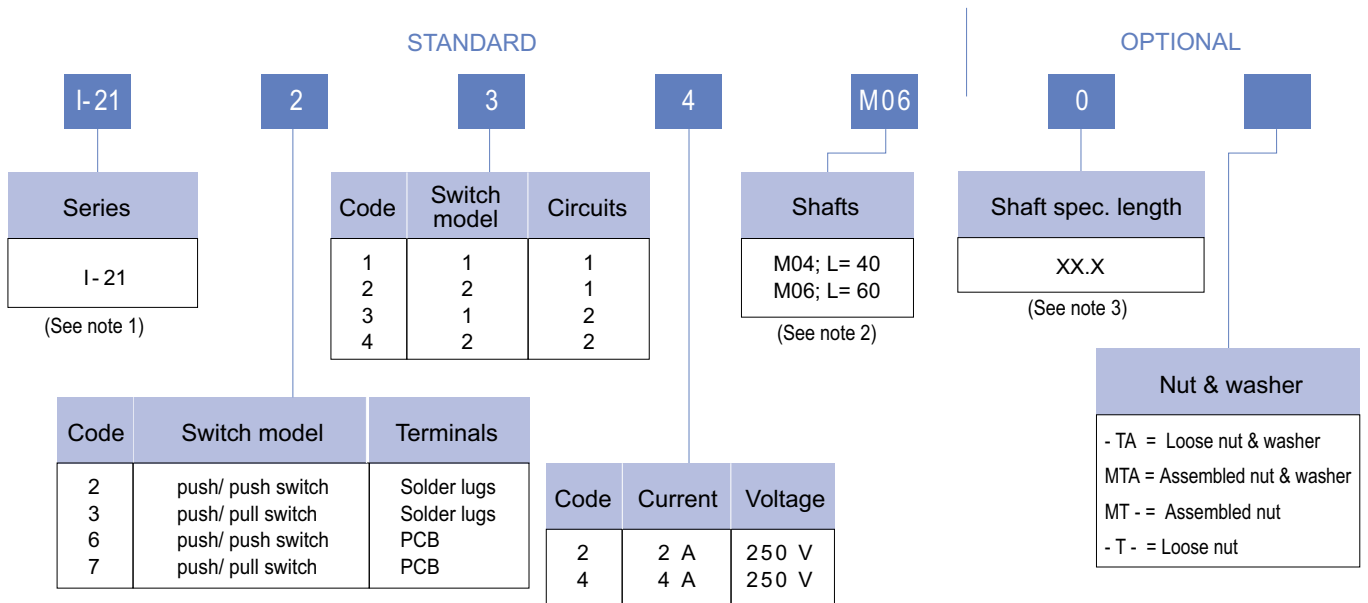 STANDARD
OPTIONAL
I-21 2 3 4 M06 0
Series
I-21
(See note 1)
Code Switch model Circuits
1 1 1
2 2 1
3 1 2
4 2 2
Shafts
M04; L= 40
M06; L= 60
(See note 2)
Shaft spec. length
XX.X
(See note 3)
Code Switch model Terminals
2 push/ push switch Solder lugs
3 push/ pull switch Solder lugs
6 push/ push switch PCB
7 push/ pull switch PCB
Code Current Voltage
2 2 A 250 V
4 4 A 250 V
Nut & washer
- TA = Loose nut & washer
MTA = Assembled nut & washer
MT - = Assembled nut
- T - = Loose nut